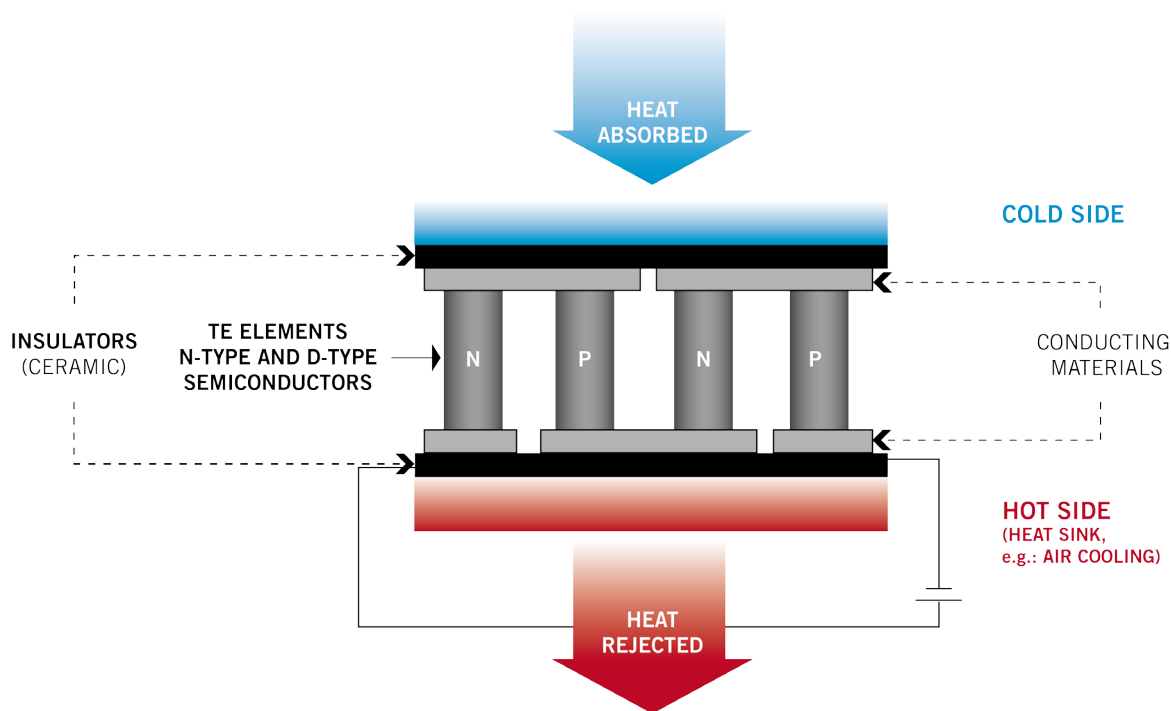 HEAT
ABSORBED
COLD SIDE
INSULATORS
(CERAMIC)
TE ELEMENTS
N-TYPE AND D-TYPE
SEMICONDUCTORS
N
P
N
P
CONDUCTING
MATERIALS
HOT SIDE
(HEAT SINK,
e.g.: AIR COOLING)
HEAT
REJECTED